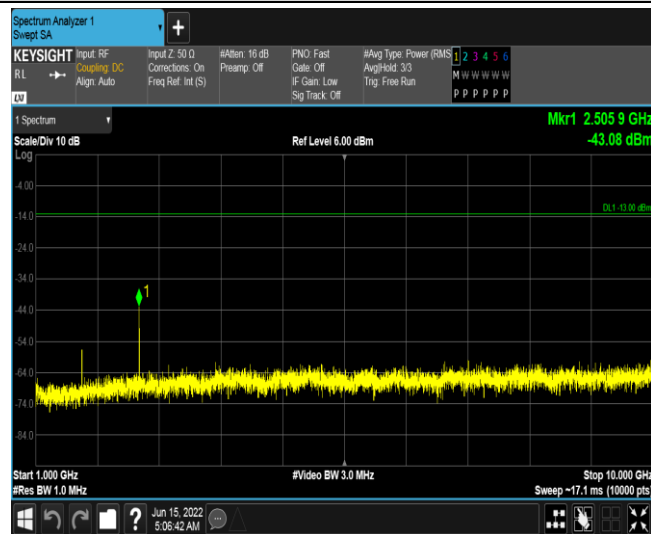 Spectrum Analyzer 1
Swept SA
+
KEYSIGHT
RL
LXI
Input: RF
Coupling: DC
Align: Auto
Input Z: 50 Ω
Corrections: On
Freq Ref: Int (S)
#Atten: 16 dB
Preamp: Off
PNO: Fast
Gate: Off
IF Gain: Low
Sig Track: Off
#Avg Type: Power (RMS
Avg|Hold: 3/3
Trig: Free Run
1 2 3 4 5 6
M W W W W W
P P P P P P
1 Spectrum
Scale/Div 10 dB
Ref Level 6.00 dBm
Mkr1 2.505 9 GHz
-43.08 dBm
Log
-4.00
DL1 -13.00 dBm
-14.0
-24.0
-34.0
1
-44.0
-54.0
-64.0
-74.0
-84.0
Start 1.000 GHz
#Video BW 3.0 MHz
Stop 10.000 GHz
#Res BW 1.0 MHz
Sweep ~17.1 ms (10000 pts)
?
Jun 15, 2022
5:06:42 AM